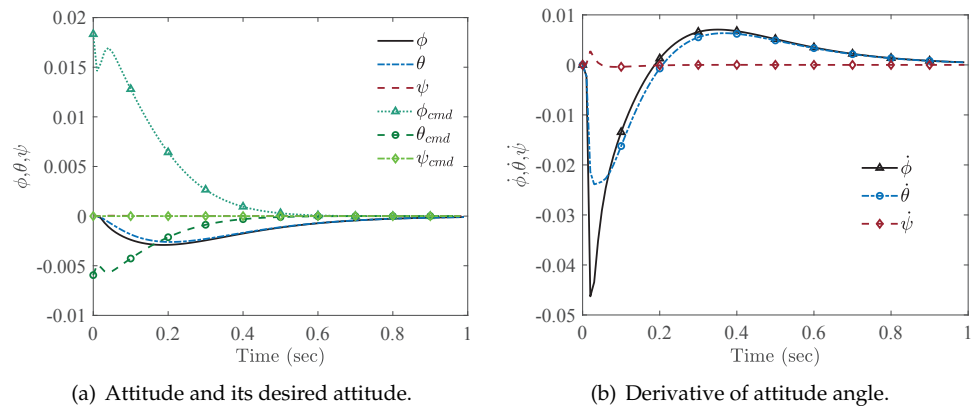 0.02
0.015
0.01
0.005
0
-0.005
-0.01
ϕ,θ,ψ
ϕ
θ
ψ
ϕcmd
θcmd
ψcmd
0 0.2 0.4 0.6 0.8 1
Time (sec)
(a) Attitude and its desired attitude.
0.01
0
-0.01
-0.02
-0.03
-0.04
-0.05
ϕ̇,θ̇,ψ̇
ϕ̇
θ̇
ψ̇
0 0.2 0.4 0.6 0.8 1
Time (sec)
(b) Derivative of attitude angle.